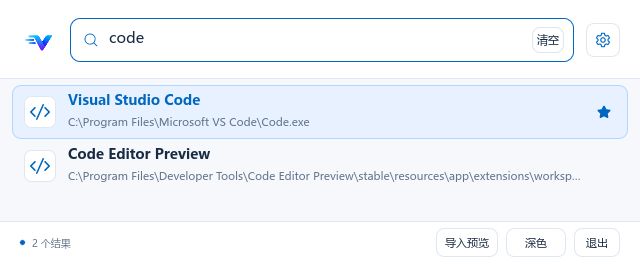 code
清空
Visual Studio Code
C:\Program Files\Microsoft VS Code\Code.exe
Code Editor Preview
C:\Program Files\Developer Tools\Code Editor Preview\stable\resources\app\extensions\worksp...
2 个结果
导入预览
深色
退出